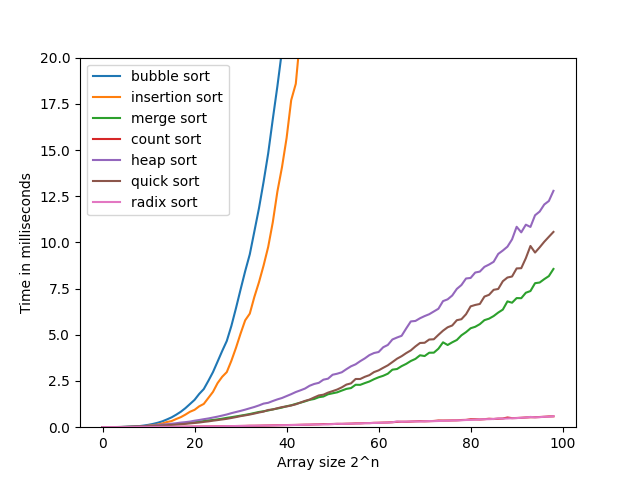 20.0
17.5
15.0
12.5
10.0
7.5
5.0
2.5
0.0
Time in milliseconds
bubble sort
insertion sort
merge sort
count sort
heap sort
quick sort
radix sort
0 20 40 60 80 100
Array size 2^n